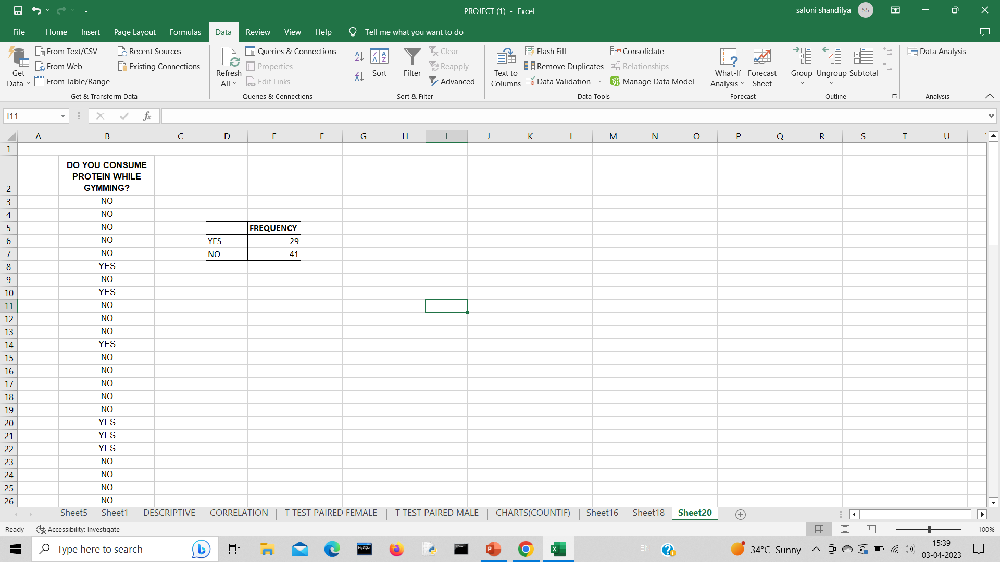 PROJECT (1) - Excel
saloni shandilya SS
File Home Insert Page Layout Formulas Data Review View Help Tell me what you want to do
Get Data
From Text/CSV
From Web
From Table/Range
Recent Sources
Existing Connections
Get & Transform Data
Refresh All
Queries & Connections
Properties
Edit Links
Queries & Connections
Sort
Filter
Clear
Reapply
Advanced
Sort & Filter
Text to Columns
Flash Fill
Remove Duplicates
Data Validation
Consolidate
Relationships
Manage Data Model
Data Tools
What-If Analysis
Forecast Sheet
Forecast
Group
Ungroup
Subtotal
Outline
Data Analysis
Analysis
I11
fx
A B C D E F G H I J K L M N O P Q R S T U
1
2 DO YOU CONSUME
PROTEIN WHILE
GYMMING?
3 NO
4 NO
5 NO FREQUENCY
6 NO YES 29
7 NO NO 41
8 YES
9 NO
10 YES
11 NO
12 NO
13 NO
14 YES
15 NO
16 NO
17 NO
18 NO
19 NO
20 YES
21 YES
22 YES
23 NO
24 NO
25 NO
26 NO
Sheet5 Sheet1 DESCRIPTIVE CORRELATION T TEST PAIRED FEMALE T TEST PAIRED MALE CHARTS(COUNTIF) Sheet16 Sheet18 Sheet20
Ready Accessibility: Investigate 100%
Type here to search
EN
34°C Sunny
15:39
03-04-2023